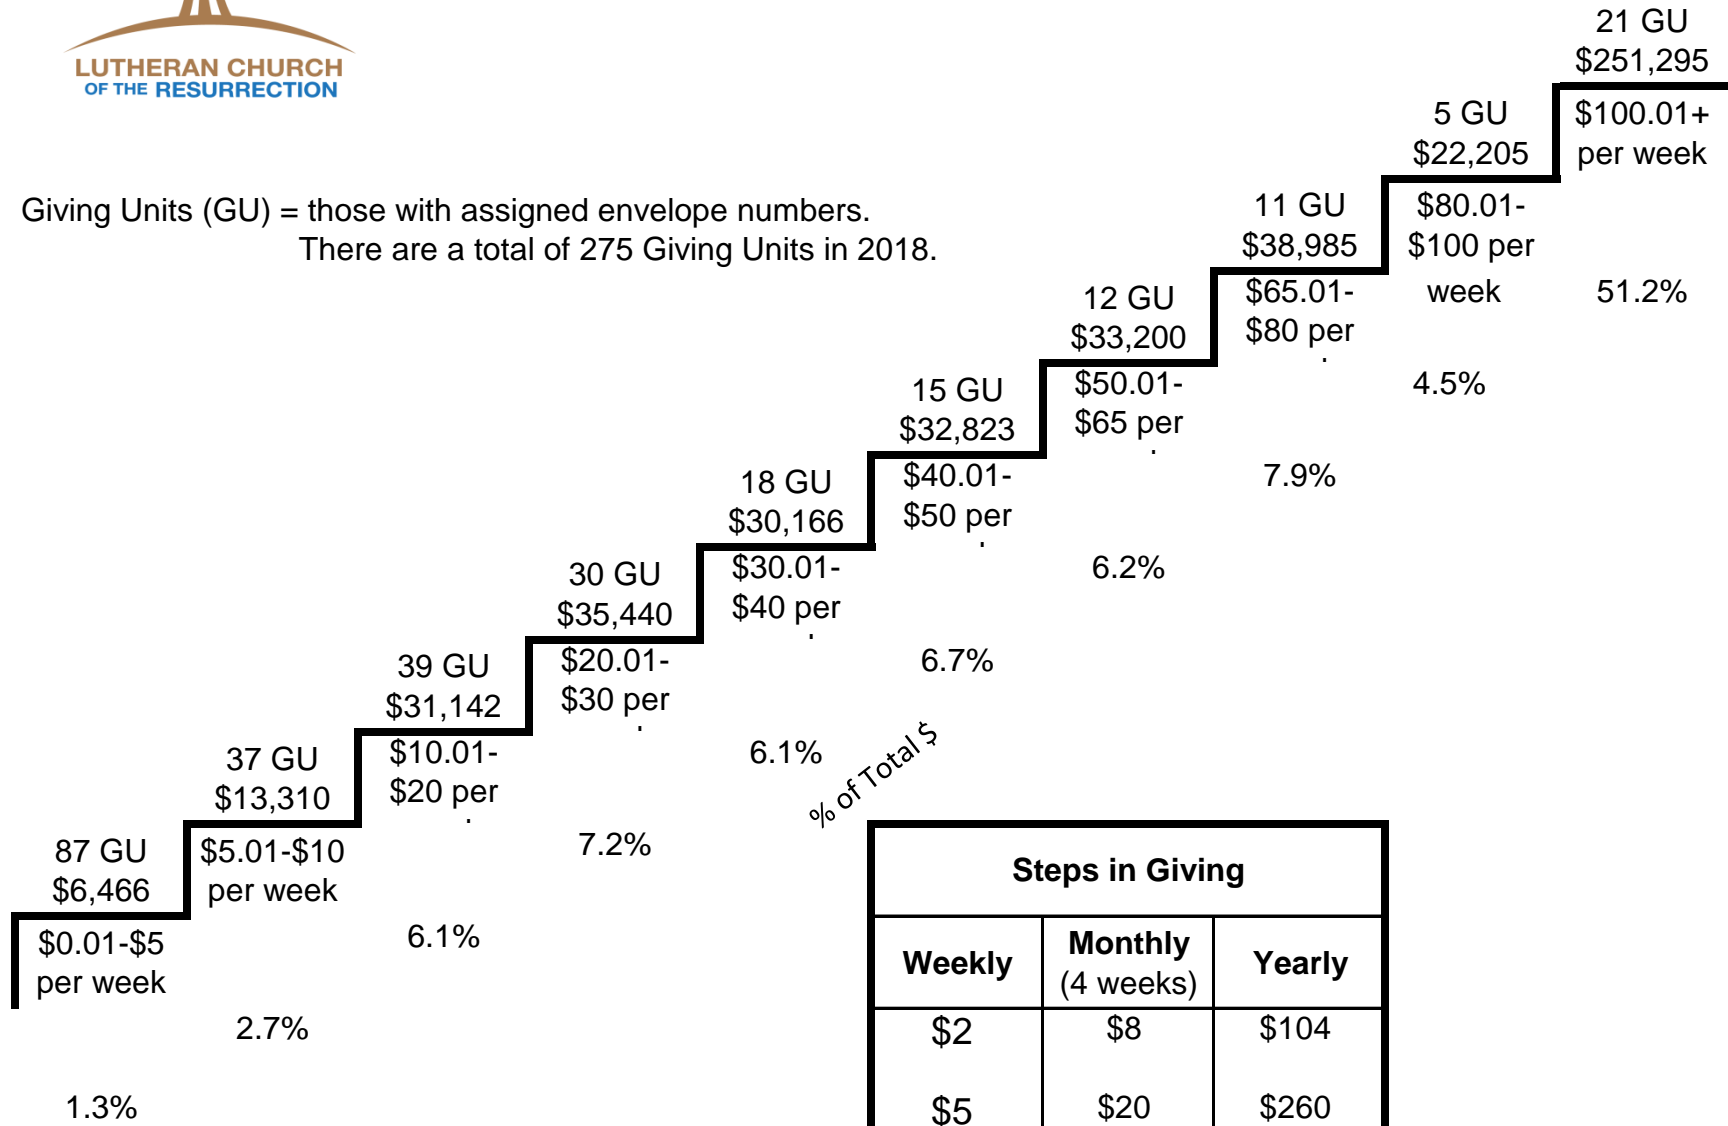 LUTHERAN CHURCH
OF THE RESURRECTION
21 GU
$251,295
$100.01+
per week
51.2%
5 GU
$22,205
$80.01-
$100 per
week
4.5%
Giving Units (GU) = those with assigned envelope numbers.
There are a total of 275 Giving Units in 2018.
11 GU
$38,985
$65.01-
$80 per
7.9%
12 GU
$33,200
$50.01-
$65 per
6.2%
15 GU
$32,823
$40.01-
$50 per
6.7%
18 GU
$30,166
$30.01-
$40 per
6.1%
30 GU
$35,440
$20.01-
$30 per
7.2%
39 GU
$31,142
$10.01-
$20 per
6.1%
37 GU
$13,310
$5.01-$10
per week
2.7%
87 GU
$6,466
$0.01-$5
per week
1.3%
% of Total $
Steps in Giving
Weekly Monthly (4 weeks) Yearly
$2 $8 $104
$5 $20 $260